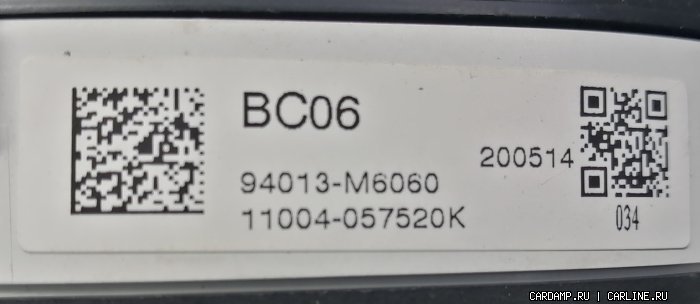 BC06
200514
94013-M6060
11004-057520K
034
CARDAMP.RU | CARLINE.RU